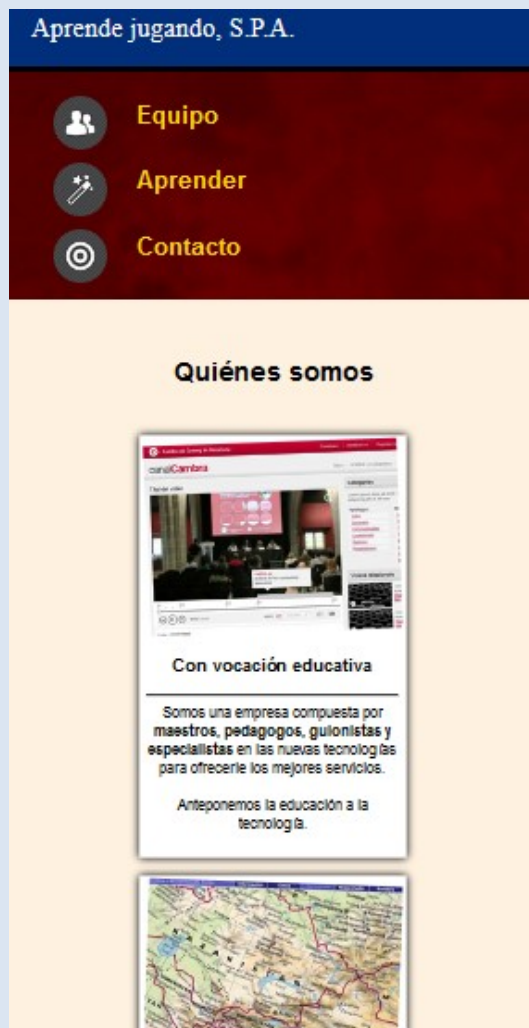 Aprende jugando, S.P.A.
Equipo
Aprender
Contacto
Quiénes somos
canalCambra
Con vocación educativa
Somos una empresa compuesta por
maestros, pedagogos, guionistas y
especialistas en las nuevas tecnologías
para ofrecerle los mejores servicios.
Anteponemos la educación a la
tecnología.